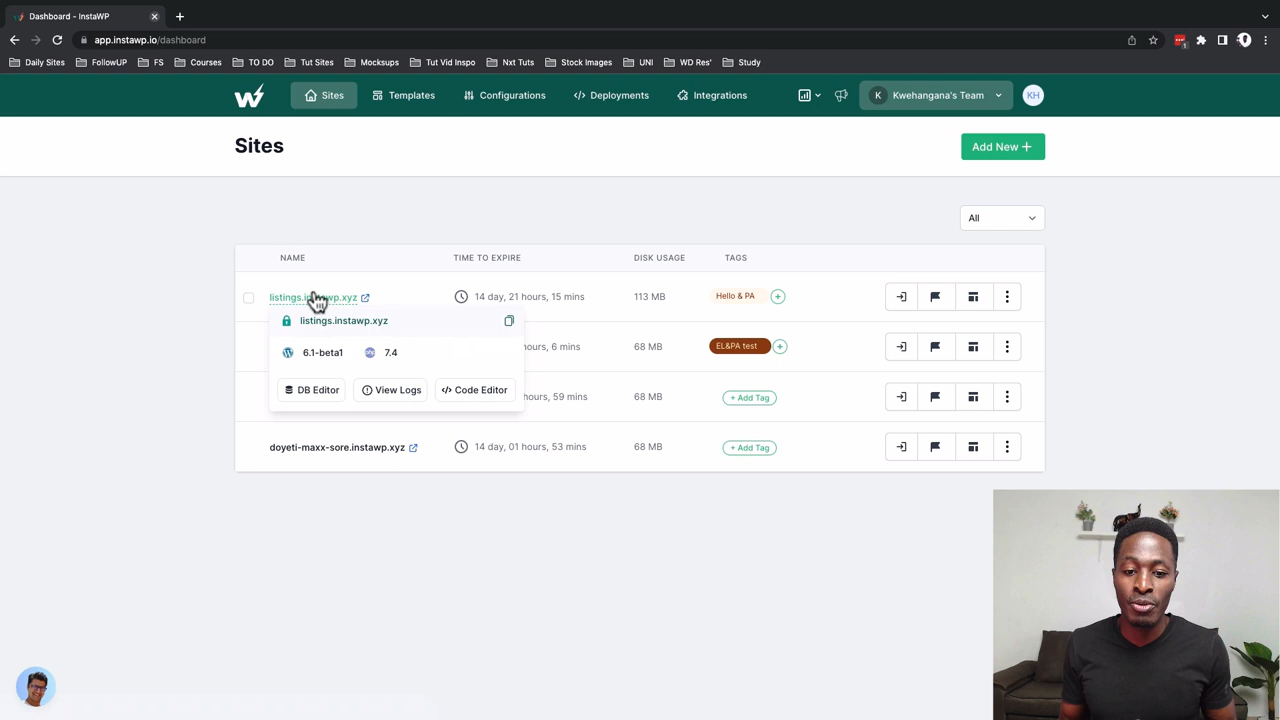 Dashboard - InstaWP
app.instawp.io/dashboard
Daily Sites FollowUP FS Courses TO DO Tut Sites Mocksups Tut Vid Inspo Nxt Tuts Stock Images UNI WD Res' Study
Sites Templates Configurations Deployments Integrations K Kwehangana's Team KH
Sites
Add New +
All
NAME TIME TO EXPIRE DISK USAGE TAGS
listings.instawp.xyz 14 day, 21 hours, 15 mins 113 MB Hello & PA
listings.instawp.xyz
hours, 6 mins 68 MB EL&PA test
6.1-beta1 7.4
DB Editor View Logs Code Editor
hours, 59 mins 68 MB + Add Tag
doyeti-maxx-sore.instawp.xyz 14 day, 01 hours, 53 mins 68 MB + Add Tag